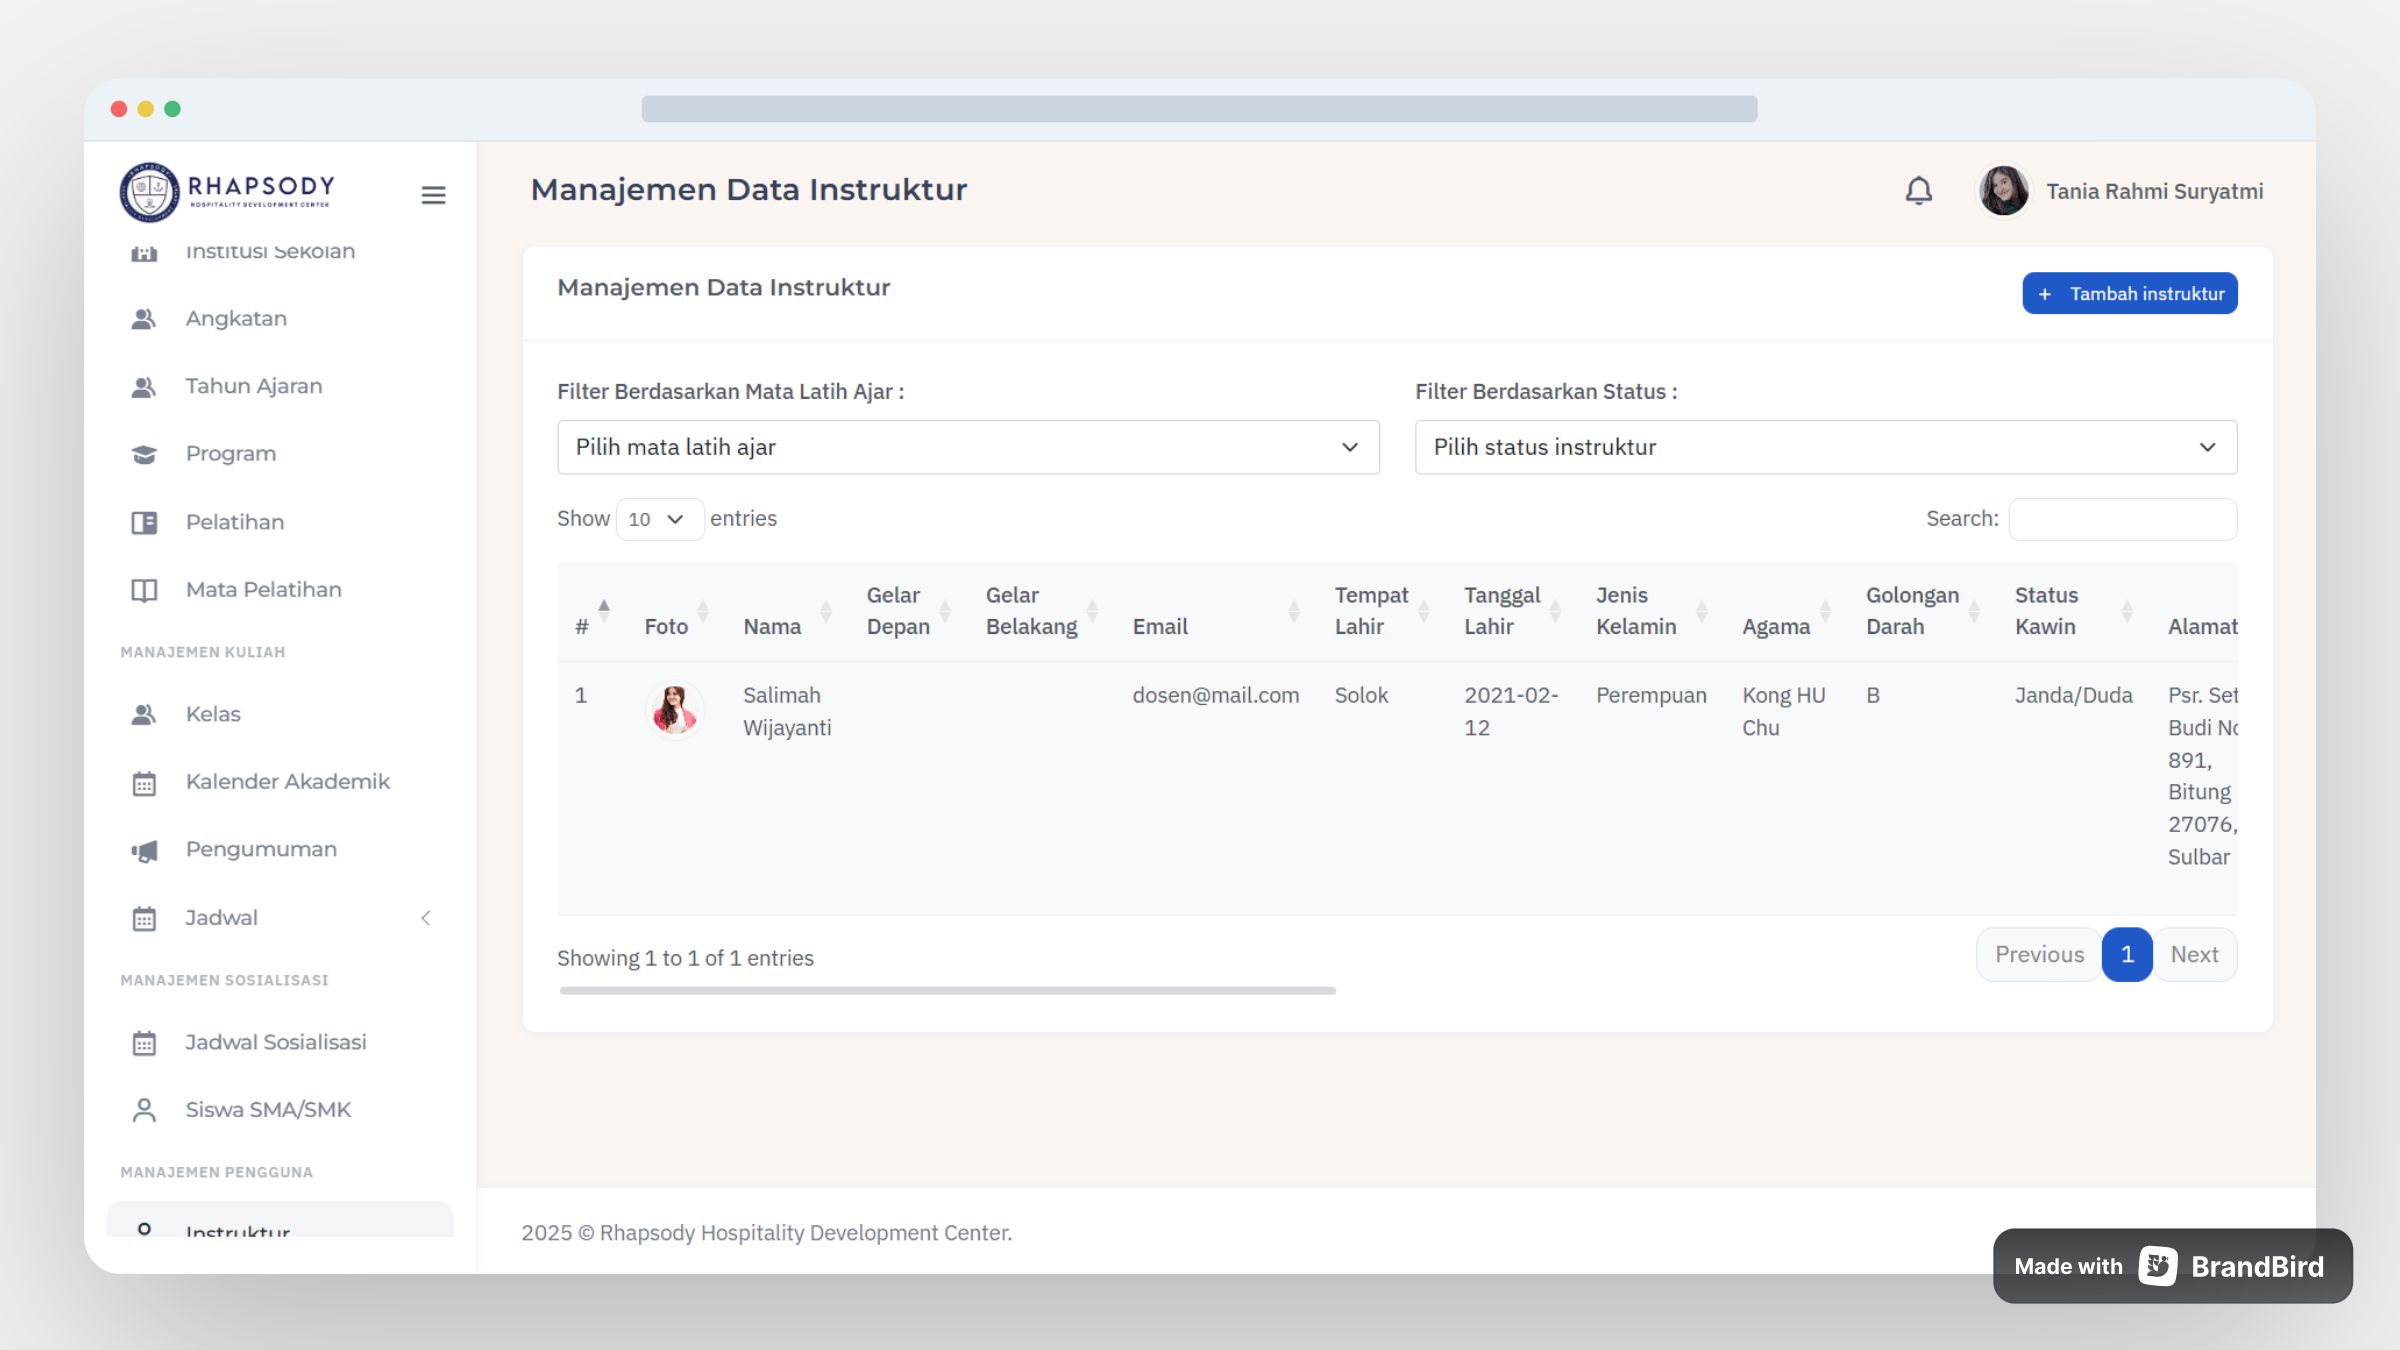 RHAPSODY
HOSPITALITY DEVELOPMENT CENTER
Manajemen Data Instruktur
Tania Rahmi Suryatmi
Institusi Sekolah
Angkatan
Tahun Ajaran
Program
Pelatihan
Mata Pelatihan
MANAJEMEN KULIAH
Kelas
Kalender Akademik
Pengumuman
Jadwal
MANAJEMEN SOSIALISASI
Jadwal Sosialisasi
Siswa SMA/SMK
MANAJEMEN PENGGUNA
Instruktur
Manajemen Data Instruktur
+ Tambah instruktur
Filter Berdasarkan Mata Latih Ajar :
Pilih mata latih ajar
Filter Berdasarkan Status :
Pilih status instruktur
Show 10 entries
Search:
# Foto Nama Gelar Depan Gelar Belakang Email Tempat Lahir Tanggal Lahir Jenis Kelamin Agama Golongan Darah Status Kawin Alamat
1 Salimah Wijayanti dosen@mail.com Solok 2021-02-12 Perempuan Kong HU Chu B Janda/Duda
Psr. Set
Budi No
891,
Bitung
27076,
Sulbar
Showing 1 to 1 of 1 entries
Previous 1 Next
2025 © Rhapsody Hospitality Development Center.
Made with BrandBird